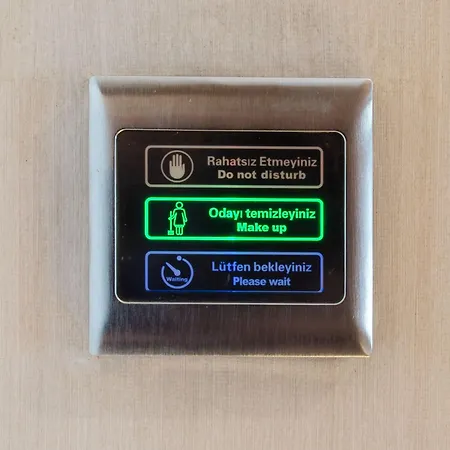 Rahatsız Etmeyiniz
Do not disturb
Odayı temizleyiniz
Make up
Lütfen bekleyiniz
Waiting
Please wait